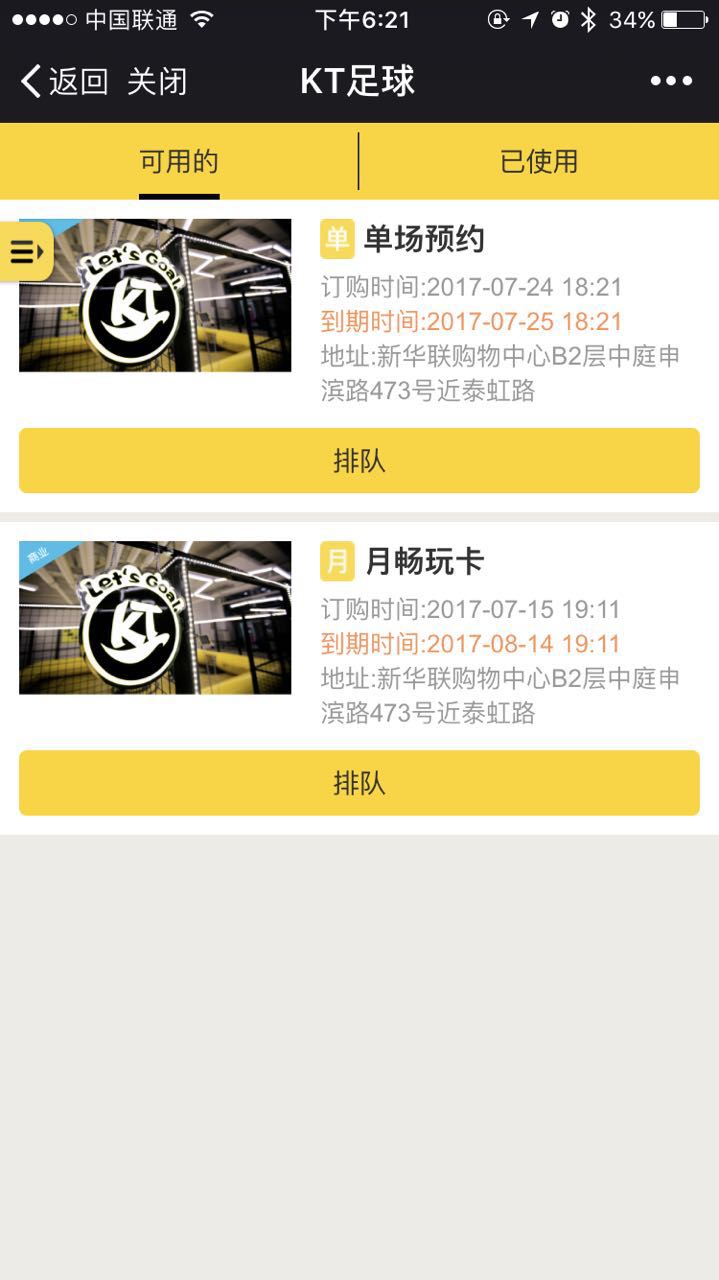 中国联通
下午6:21
34%
返回 关闭
KT足球
可用的
已使用
Let's Goal
KT
单 单场预约
订购时间:2017-07-24 18:21
到期时间:2017-07-25 18:21
地址:新华联购物中心B2层中庭申
滨路473号近泰虹路
排队
商业
Let's Goal
KT
月 月畅玩卡
订购时间:2017-07-15 19:11
到期时间:2017-08-14 19:11
地址:新华联购物中心B2层中庭申
滨路473号近泰虹路
排队